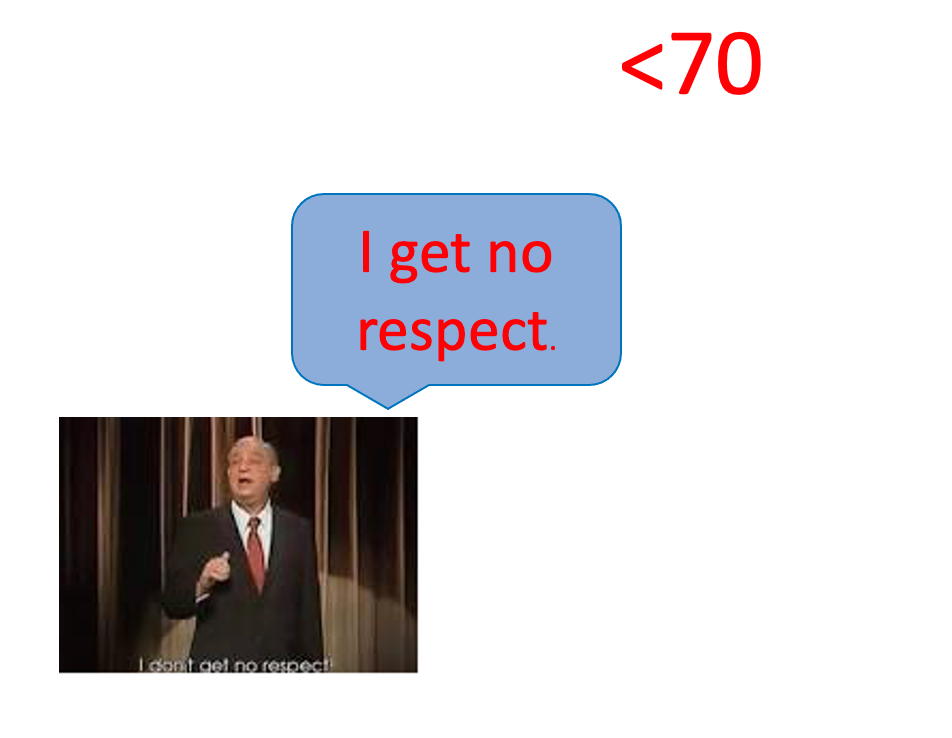 <70
I get no
respect.
I don't get no respect!